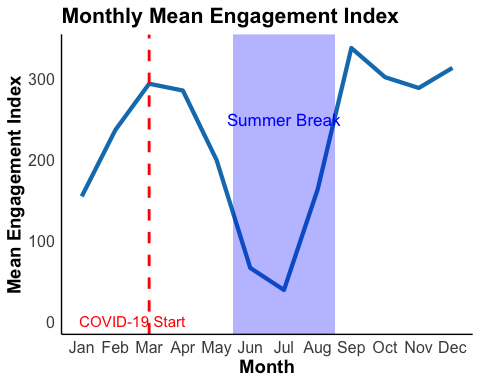 Monthly Mean Engagement Index
Mean Engagement Index
300
200
100
0
Summer Break
COVID-19 Start
Jan Feb Mar Apr May Jun Jul Aug Sep Oct Nov Dec
Month